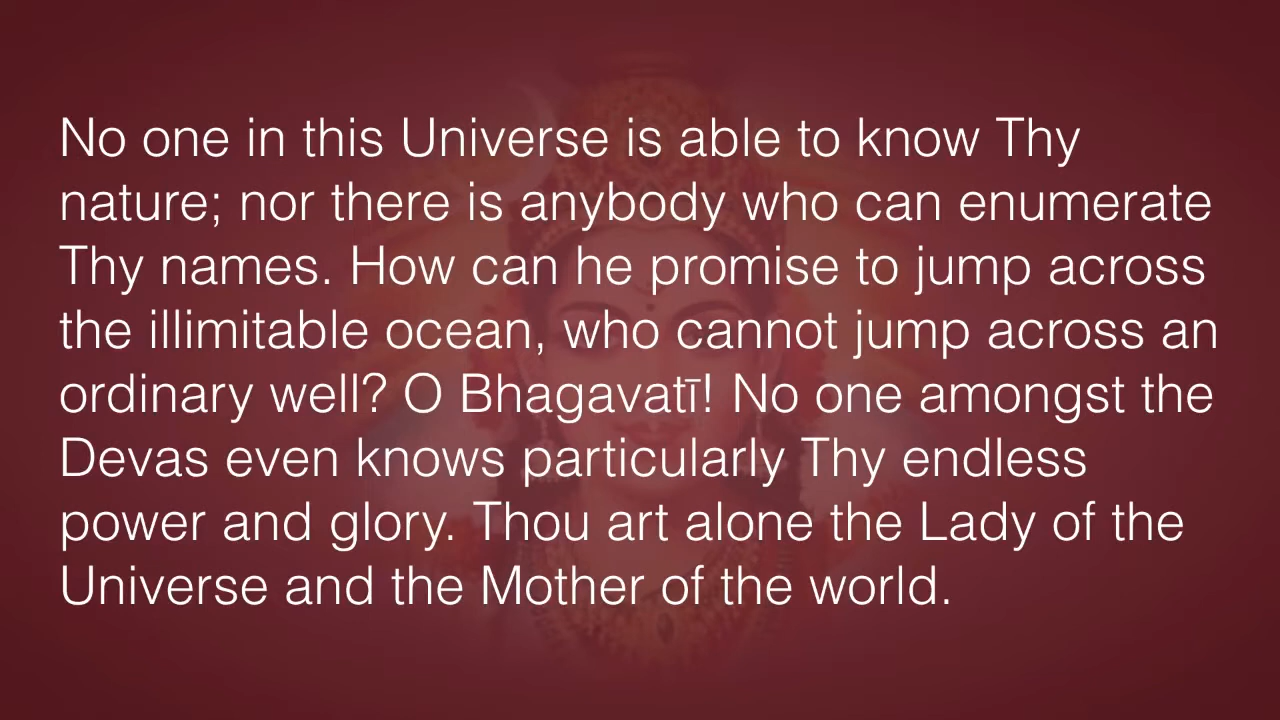 No one in this Universe is able to know Thy
nature; nor there is anybody who can enumerate
Thy names. How can he promise to jump across
the illimitable ocean, who cannot jump across an
ordinary well? O Bhagavatī! No one amongst the
Devas even knows particularly Thy endless
power and glory. Thou art alone the Lady of the
Universe and the Mother of the world.